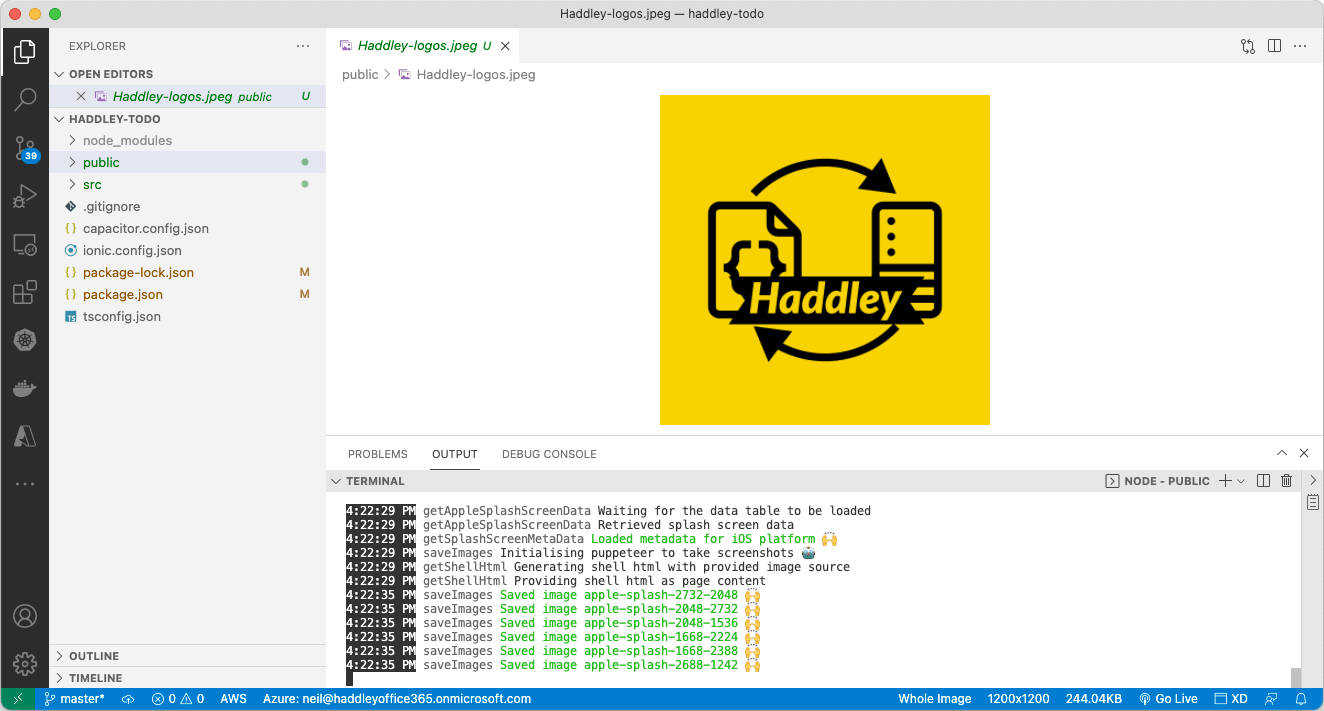 Haddley-logos.jpeg — haddley-todo
EXPLORER
OPEN EDITORS
Haddley-logos.jpeg public U
HADDLEY-TODO
node_modules
public
src
.gitignore
{} capacitor.config.json
ionic.config.json
{} package-lock.json M
{} package.json M
TS tsconfig.json
OUTLINE
TIMELINE
39
Haddley-logos.jpeg U
public > Haddley-logos.jpeg
Haddley
PROBLEMS OUTPUT DEBUG CONSOLE
TERMINAL NODE - PUBLIC
4:22:29 PM getAppleSplashScreenData Waiting for the data table to be loaded
4:22:29 PM getAppleSplashScreenData Retrieved splash screen data
4:22:29 PM getSplashScreenMetaData Loaded metadata for iOS platform 🙌
4:22:29 PM saveImages Initialising puppeteer to take screenshots 🤖
4:22:29 PM getShellHtml Generating shell html with provided image source
4:22:29 PM getShellHtml Providing shell html as page content
4:22:35 PM saveImages Saved image apple-splash-2732-2048 🙌
4:22:35 PM saveImages Saved image apple-splash-2048-2732 🙌
4:22:35 PM saveImages Saved image apple-splash-2048-1536 🙌
4:22:35 PM saveImages Saved image apple-splash-1668-2224 🙌
4:22:35 PM saveImages Saved image apple-splash-1668-2388 🙌
4:22:35 PM saveImages Saved image apple-splash-2688-1242 🙌
master* 0 0 AWS Azure: neil@haddleyoffice365.onmicrosoft.com Whole Image 1200x1200 244.04KB Go Live XD